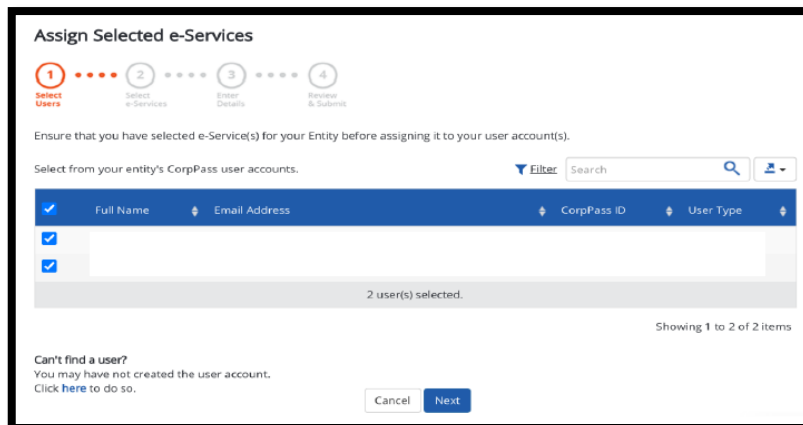 Assign Selected e-Services
1 2 3 4
Select Select Enter Review
Users e-Services Details & Submit
Ensure that you have selected e-Service(s) for your Entity before assigning it to your user account(s).
Select from your entity's CorpPass user accounts. Filter Search
Full Name Email Address CorpPass ID User Type
2 user(s) selected.
Showing 1 to 2 of 2 items
Can't find a user?
You may have not created the user account.
Click here to do so.
Cancel Next